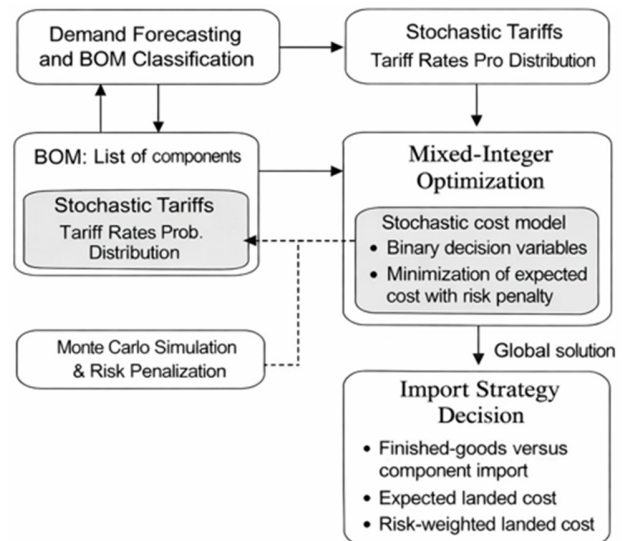 Demand Forecasting
and BOM Classification
Stochastic Tariffs
Tariff Rates Pro Distribution
BOM: List of components
Stochastic Tariffs
Tariff Rates Prob.
Distribution
Mixed-Integer
Optimization
Stochastic cost model
• Binary decision variables
• Minimization of expected
cost with risk penalty
Monte Carlo Simulation
& Risk Penalization
Global solution
Import Strategy
Decision
• Finished-goods versus
component import
• Expected landed cost
• Risk-weighted landed cost